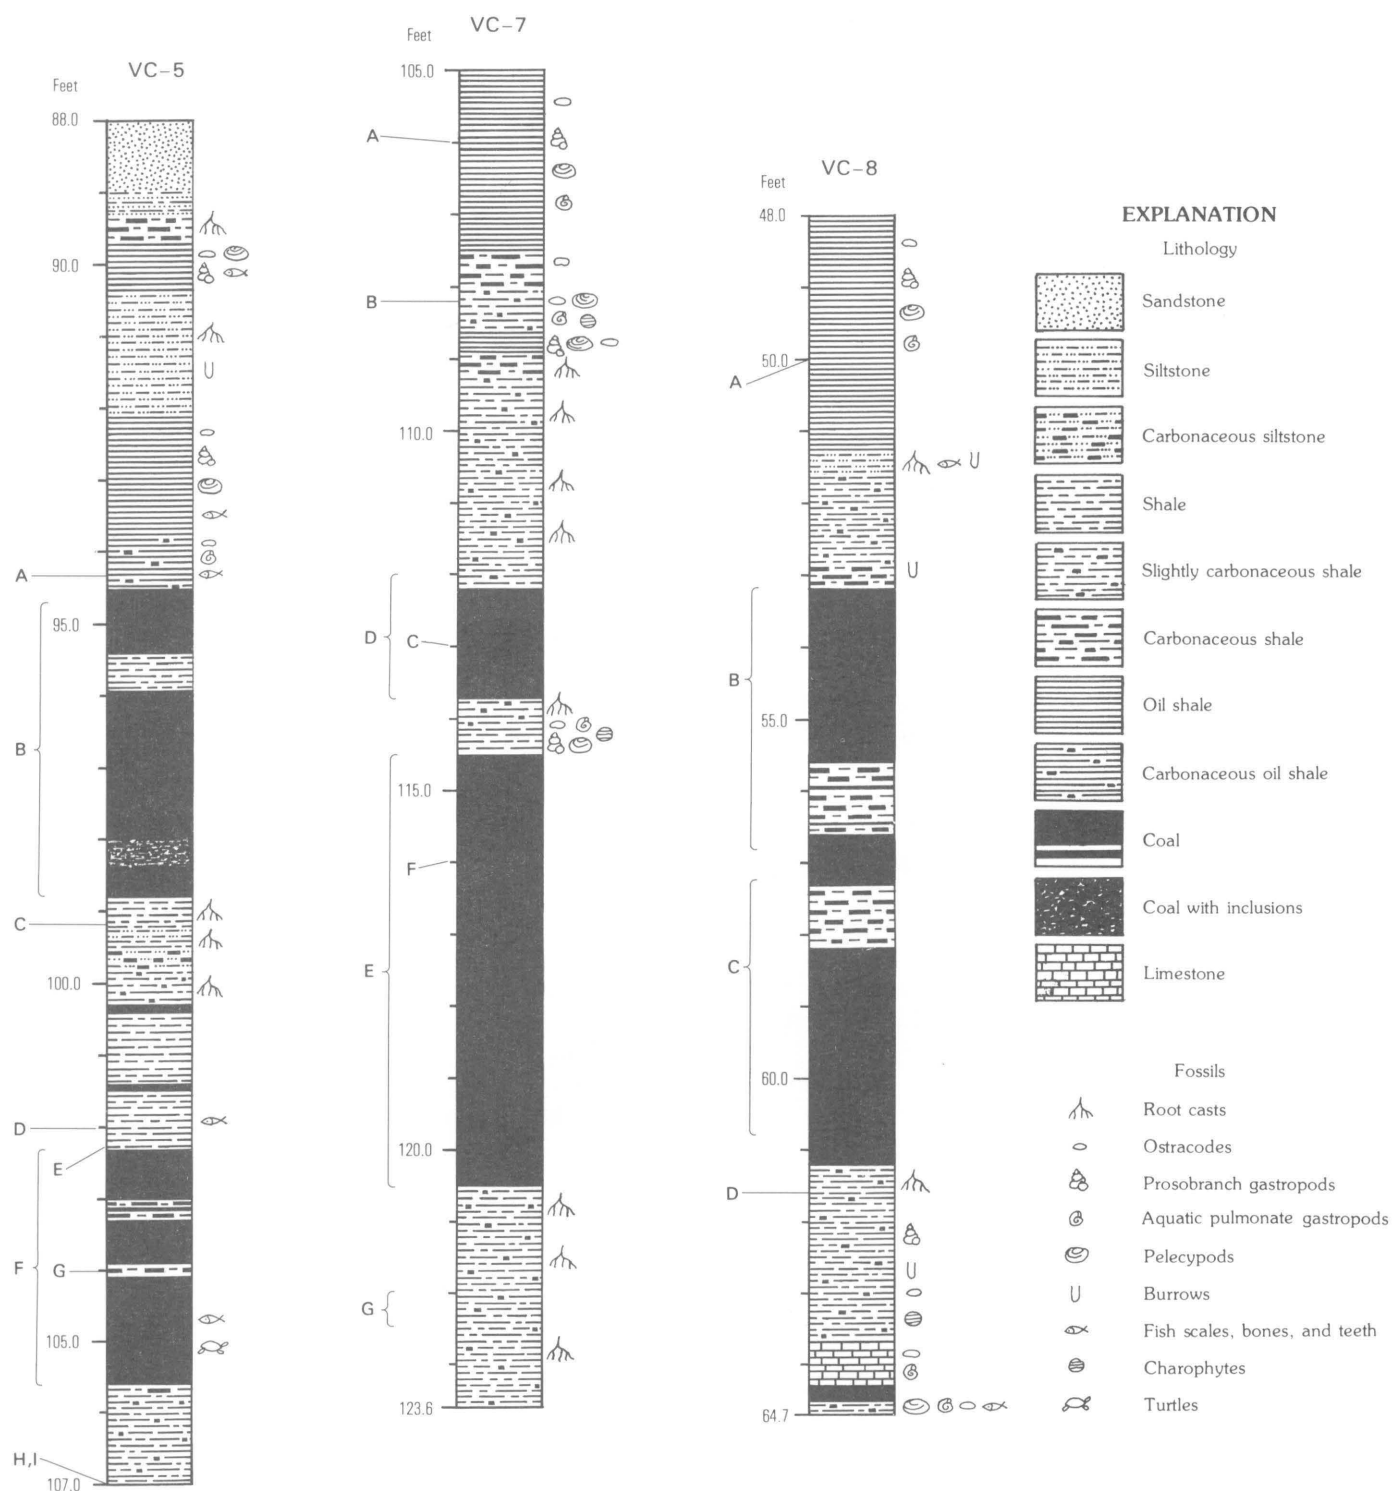 VC-5
Feet
88.0
90.0
A
95.0
B
C
100.0
D
E
F
G
105.0
H,I
107.0
VC-7
Feet
105.0
A
B
110.0
D
C
115.0
F
E
120.0
G
123.6
VC-8
Feet
48.0
50.0
A
B
55.0
C
60.0
D
64.7
EXPLANATION
Lithology
Sandstone
Siltstone
Carbonaceous siltstone
Shale
Slightly carbonaceous shale
Carbonaceous shale
Oil shale
Carbonaceous oil shale
Coal
Coal with inclusions
Limestone
Fossils
Root casts
Ostracodes
Prosobranch gastropods
Aquatic pulmonate gastropods
Pelecypods
Burrows
Fish scales, bones, and teeth
Charophytes
Turtles